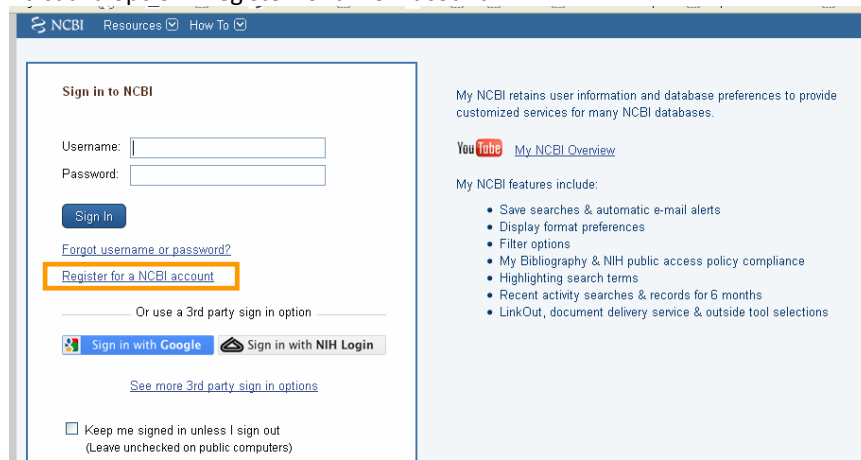 NCBI Resources How To
Sign in to NCBI
Username:
Password:
Sign In
Forgot username or password?
Register for a NCBI account
Or use a 3rd party sign in option
Sign in with Google Sign in with NIH Login
See more 3rd party sign in options
Keep me signed in unless I sign out
(Leave unchecked on public computers)
My NCBI retains user information and database preferences to provide
customized services for many NCBI databases.
YouTube My NCBI Overview
My NCBI features include:
• Save searches & automatic e-mail alerts
• Display format preferences
• Filter options
• My Bibliography & NIH public access policy compliance
• Highlighting search terms
• Recent activity searches & records for 6 months
• LinkOut, document delivery service & outside tool selections